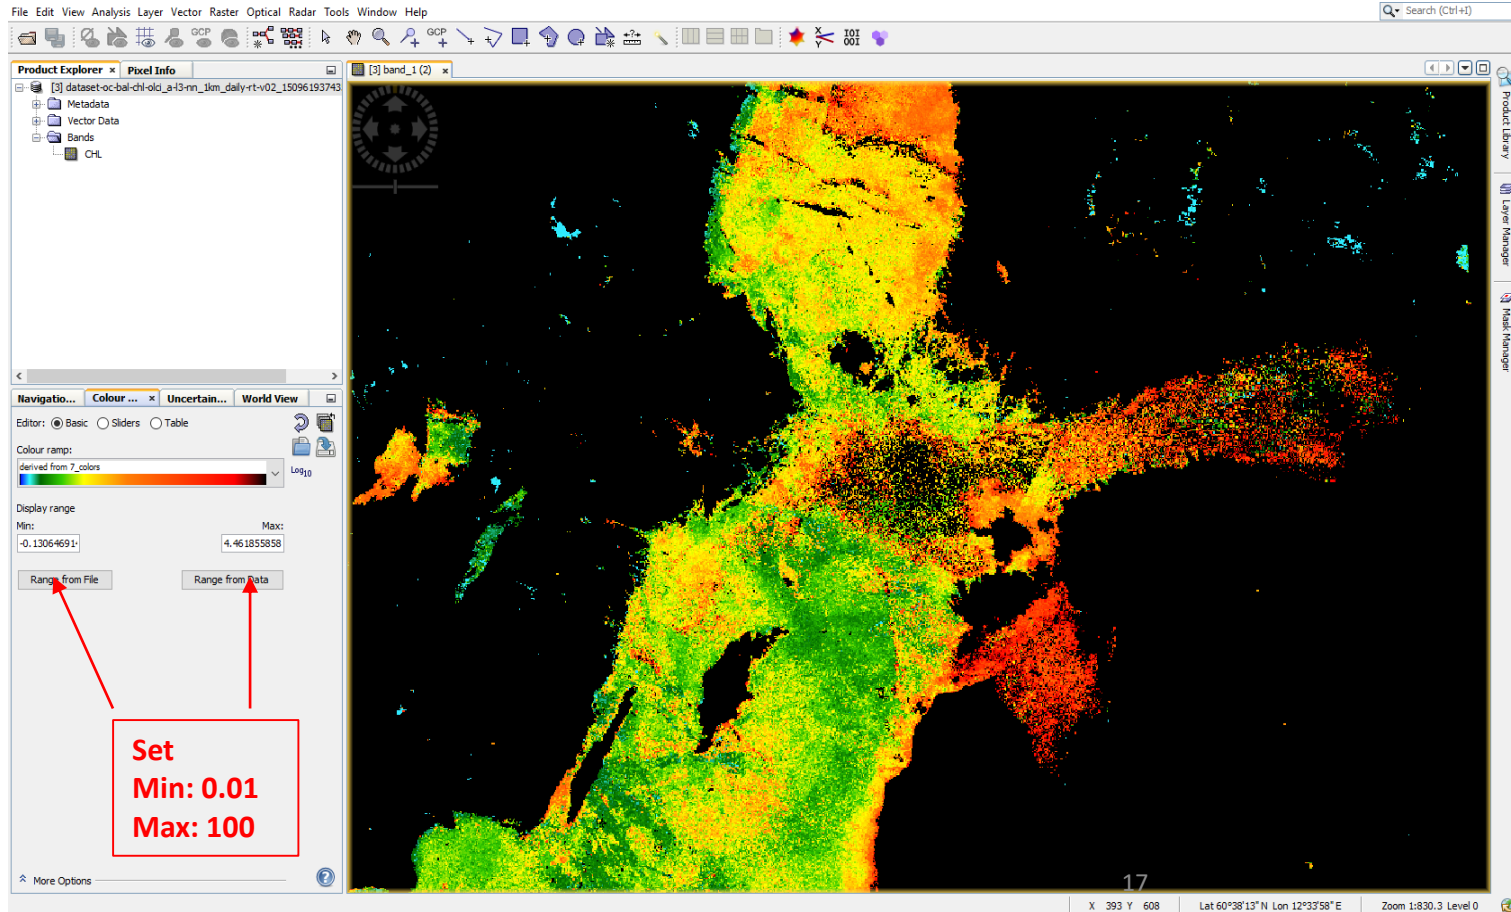 File Edit View Analysis Layer Vector Raster Optical Radar Tools Window Help
Search (Ctrl+I)
GCP
GCP
Product Explorer × Pixel Info
[3] band_1 (2) ×
[3] dataset-oc-bal-chl-olci_a-l3-nn_1km_daily-rt-v02_15096193743
Metadata
Vector Data
Bands
CHL
Product Library
Layer Manager
Mask Manager
Navigatio... Colour ... × Uncertain... World View
Editor: Basic Sliders Table
Colour ramp:
derived from 7_colors
Log10
Display range
Min: Max:
-0.13064691 4.461855858
Range from File Range from Data
Set
Min: 0.01
Max: 100
More Options
17
X 393 Y 608 Lat 60°38'13" N Lon 12°33'58" E Zoom 1:830.3 Level 0